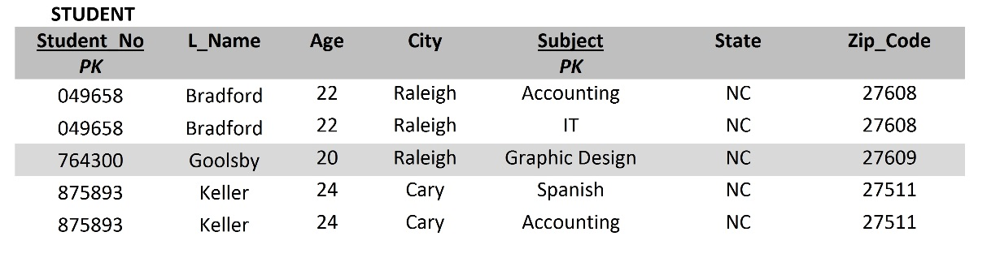 STUDENT
Student_No L_Name Age City Subject State Zip_Code
PK PK
049658 Bradford 22 Raleigh Accounting NC 27608
049658 Bradford 22 Raleigh IT NC 27608
764300 Goolsby 20 Raleigh Graphic Design NC 27609
875893 Keller 24 Cary Spanish NC 27511
875893 Keller 24 Cary Accounting NC 27511